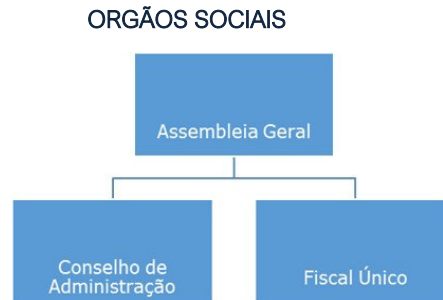 ORGÃOS SOCIAIS
Assembleia Geral
Conselho de
Administração
Fiscal Único